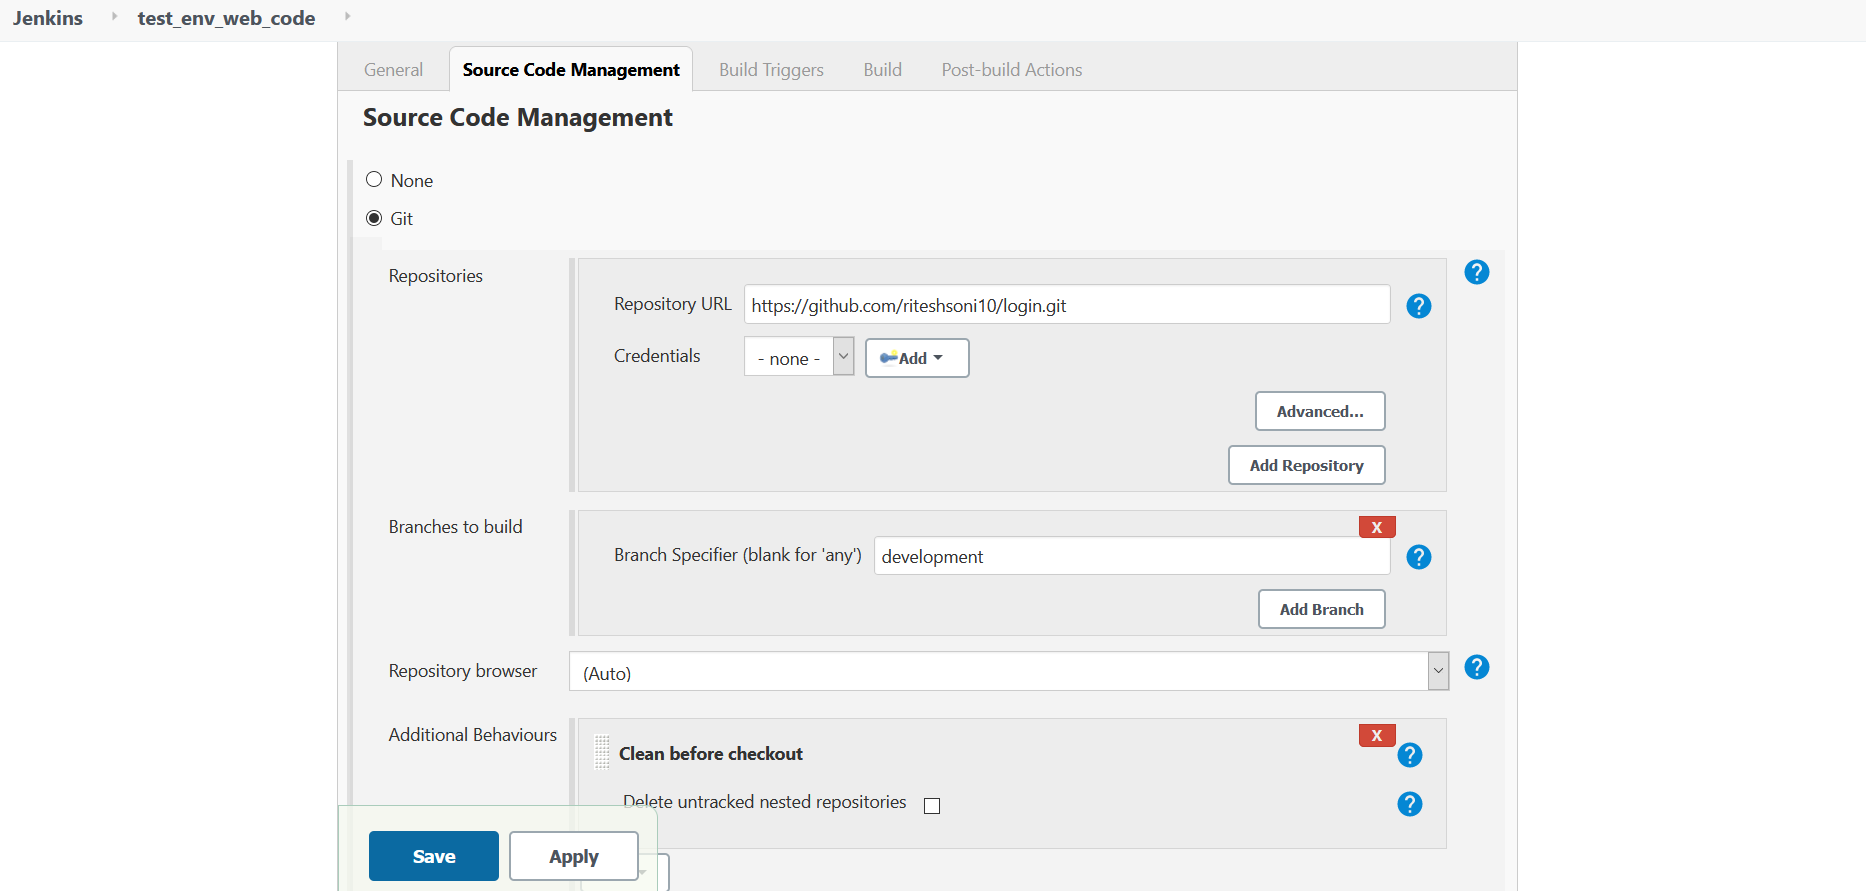 Jenkins test_env_web_code
General Source Code Management Build Triggers Build Post-build Actions
Source Code Management
None
Git
Repositories
?
Repository URL https://github.com/riteshsoni10/login.git ?
Credentials - none - Add
Advanced...
Add Repository
Branches to build
X
Branch Specifier (blank for 'any') development ?
Add Branch
Repository browser (Auto) ?
Additional Behaviours
X
Clean before checkout ?
Delete untracked nested repositories ?
Save Apply